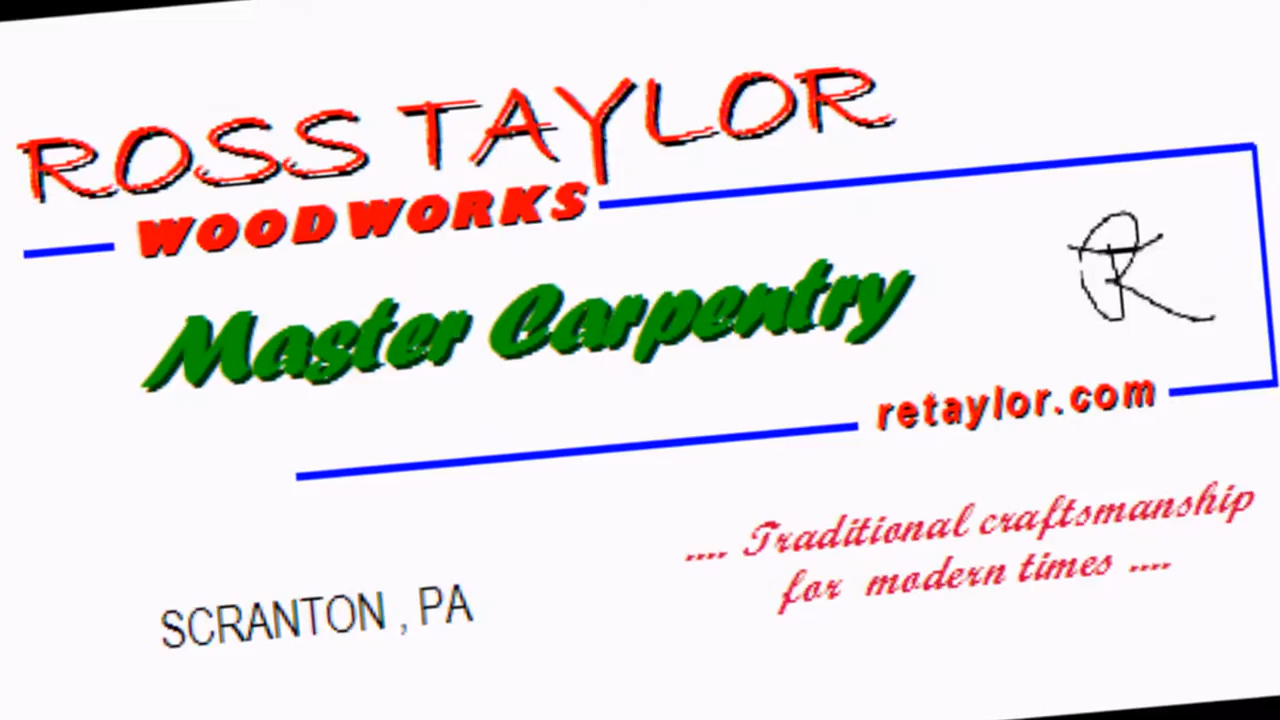 ROSS TAYLOR
WOODWORKS
Master Carpentry
retaylor.com
.... Traditional craftsmanship
for modern times ....
SCRANTON , PA